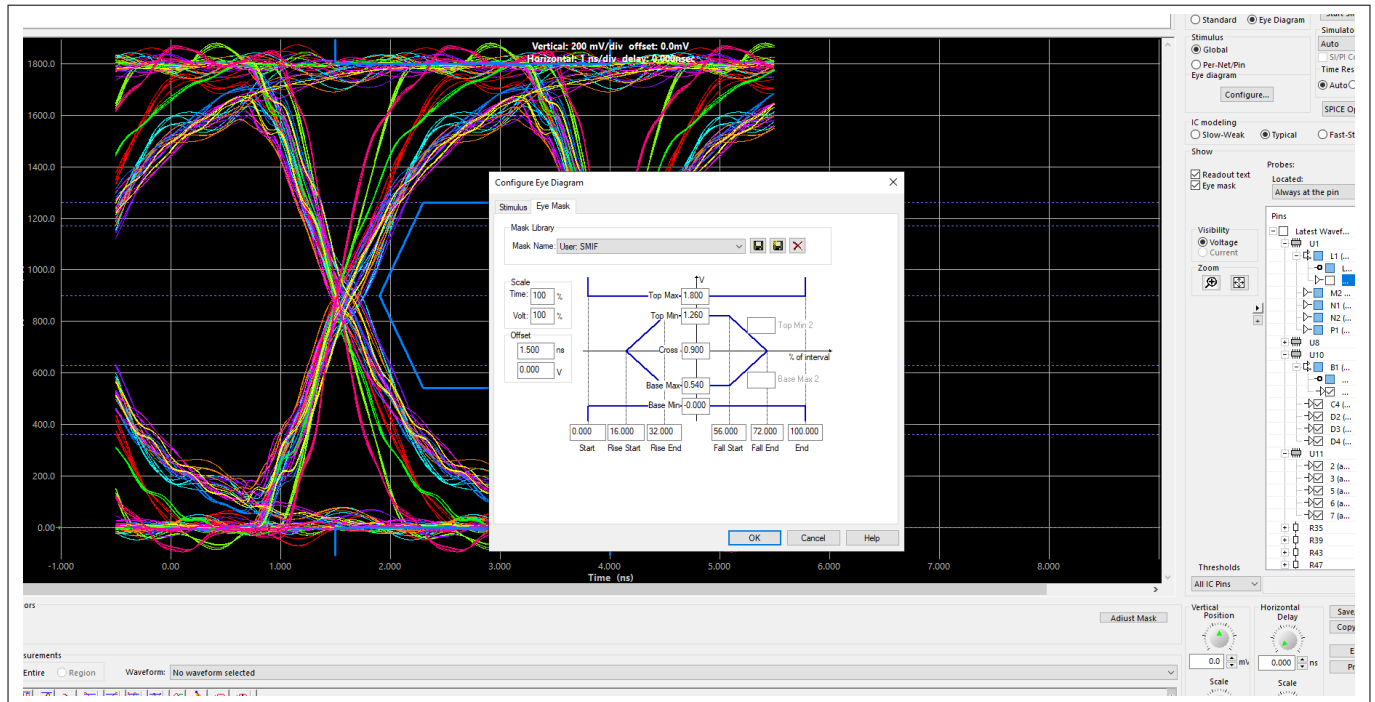 Vertical: 200 mV/div offset: 0.0mV
Horizontal: 1 ns/div delay: 0.000nsec
1800.0
1600.0
1400.0
1200.0
1000.0
800.0
600.0
400.0
200.0
0.00
-1.000 0.00 1.000 2.000 3.000 4.000 5.000 6.000 7.000 8.000
Time (ns)
Configure Eye Diagram
Stimulus Eye Mask
Mask Library
Mask Name: User: SMIF
Scale
Time: 100 %
Volt: 100 %
Offset
1.500 ns
0.000 V
V
Top Max 1.800
Top Min 1.260
Top Min 2
Cross 0.900
% of interval
Base Max 0.540
Base Max 2
Base Min -0.000
0.000 16.000 32.000 56.000 72.000 100.000
Start Rise Start Rise End Fall Start Fall End End
OK Cancel Help
Standard Eye Diagram
Stimulus
Global
Per-Net/Pin
Eye diagram
Configure...
Simulato
Auto
SI/PI Co
Time Res
Auto
SPICE Op
IC modeling
Slow-Weak Typical Fast-St
Show
Readout text
Eye mask
Probes:
Located:
Always at the pin
Pins
Latest Wavef...
U1
L1 (...
L...
...
M2 ...
N1 (...
N2 (...
P1 (...
U8
U10
B1 (...
...
...
C4 (...
D2 (...
D3 (...
D4 (...
U11
2 (a...
3 (a...
5 (a...
6 (a...
7 (a...
R35
R39
R43
R47
Visibility
Voltage
Current
Zoom
Thresholds
All IC Pins
ors
Adjust Mask
surements
Entire Region Waveform: No waveform selected
Vertical
Position
0.0 mV
Scale
Horizontal
Delay
0.000 ns
Scale
Save
Copy
E
Pr